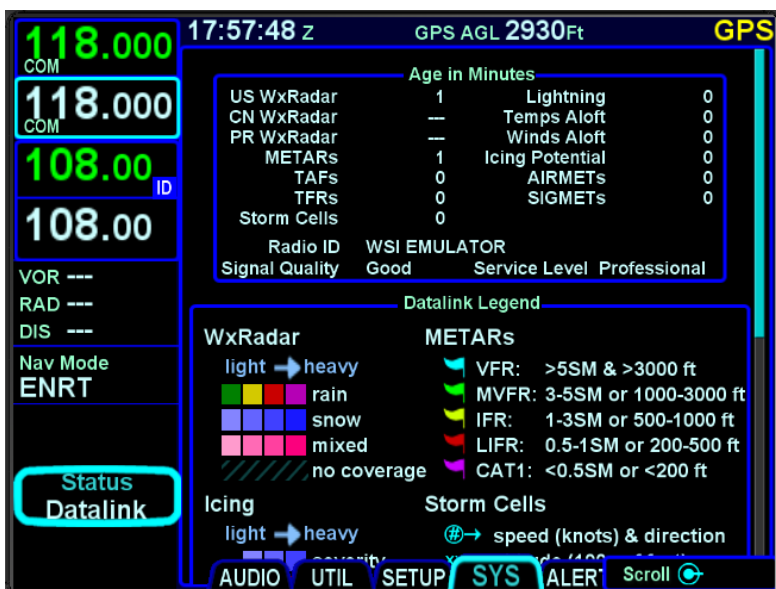 118.000
COM
118.000
COM
108.00
ID
108.00
VOR ---
RAD ---
DIS ---
Nav Mode
ENRT
Status
Datalink
17:57:48 Z GPS AGL 2930Ft GPS
Age in Minutes
US WxRadar 1 Lightning 0
CN WxRadar --- Temps Aloft 0
PR WxRadar --- Winds Aloft 0
METARs 1 Icing Potential 0
TAFs 0 AIRMETs 0
TFRs 0 SIGMETs 0
Storm Cells 0
Radio ID WSI EMULATOR
Signal Quality Good Service Level Professional
Datalink Legend
WxRadar METARs
light heavy VFR: >5SM & >3000 ft
rain MVFR: 3-5SM or 1000-3000 ft
snow IFR: 1-3SM or 500-1000 ft
mixed LIFR: 0.5-1SM or 200-500 ft
no coverage CAT1: <0.5SM or <200 ft
Icing Storm Cells
light heavy # → speed (knots) & direction
AUDIO UTIL SETUP SYS ALERT Scroll